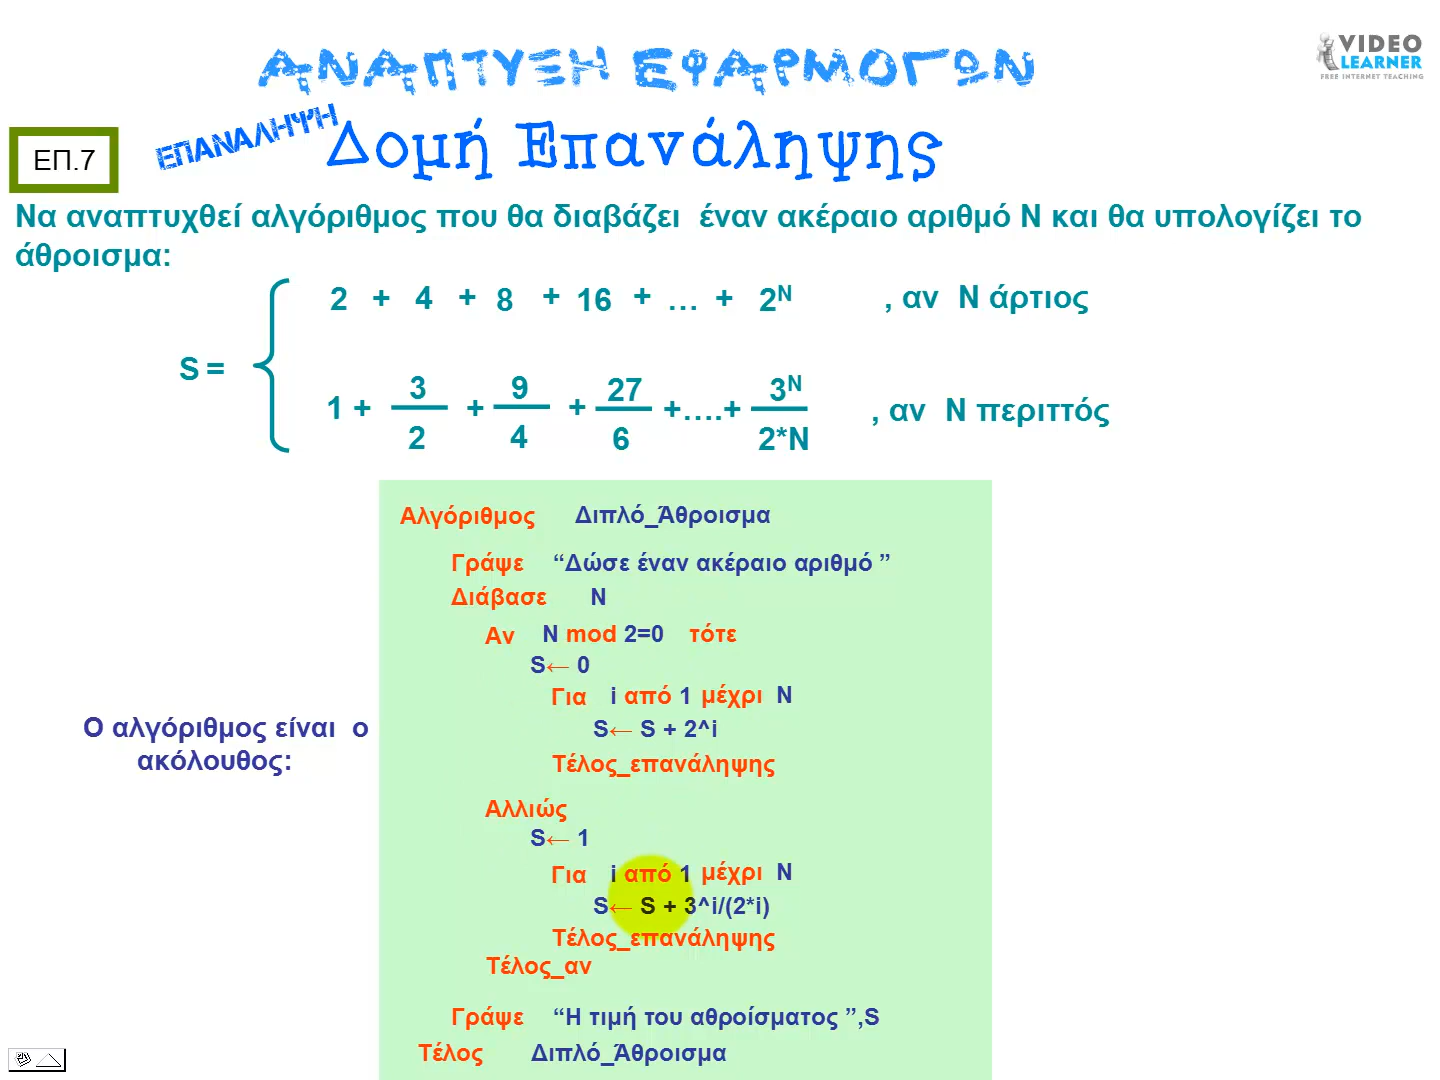 ΑΝΑΠΤΥΞΗ ΕΦΑΡΜΟΓΩΝ
VIDEO
LEARNER
FREE INTERNET TEACHING
ΕΠΑΝΑΛΗΨΗ
Δομή Επανάληψης
ΕΠ.7
Να αναπτυχθεί αλγόριθμος που θα διαβάζει έναν ακέραιο αριθμό Ν και θα υπολογίζει το
άθροισμα:
2 + 4 + 8 + 16 + … + 2^N , αν Ν άρτιος
S =
1 + 3/2 + 9/4 + 27/6 +….+ 3^N/2*N , αν Ν περιττός
Αλγόριθμος Διπλό_Άθροισμα
Γράψε “Δώσε έναν ακέραιο αριθμό ”
Διάβασε Ν
Αν Ν mod 2=0 τότε
S← 0
Για i από 1 μέχρι Ν
S← S + 2^i
Τέλος_επανάληψης
Ο αλγόριθμος είναι ο
ακόλουθος:
Αλλιώς
S← 1
Για i από 1 μέχρι Ν
S← S + 3^i/(2*i)
Τέλος_επανάληψης
Τέλος_αν
Γράψε “Η τιμή του αθροίσματος ”,S
Τέλος Διπλό_Άθροισμα